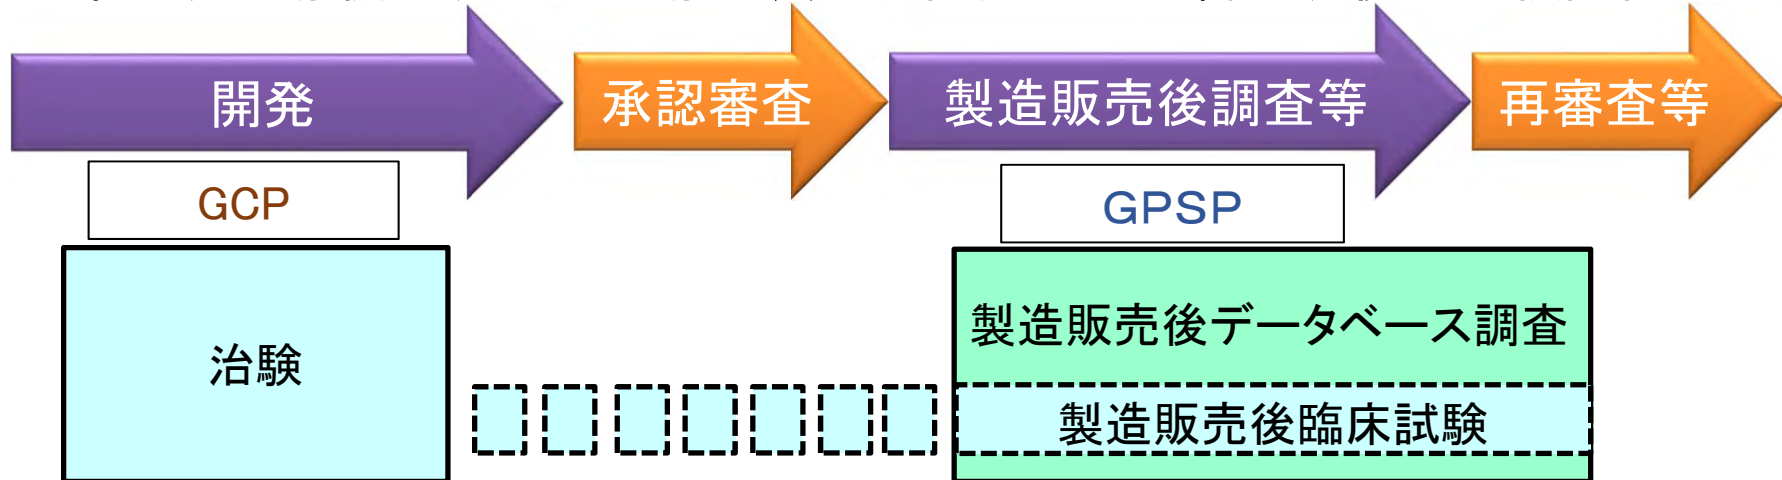 開発
承認審査
製造販売後調査等
再審査等
GCP
GPSP
治験
製造販売後データベース調査
製造販売後臨床試験